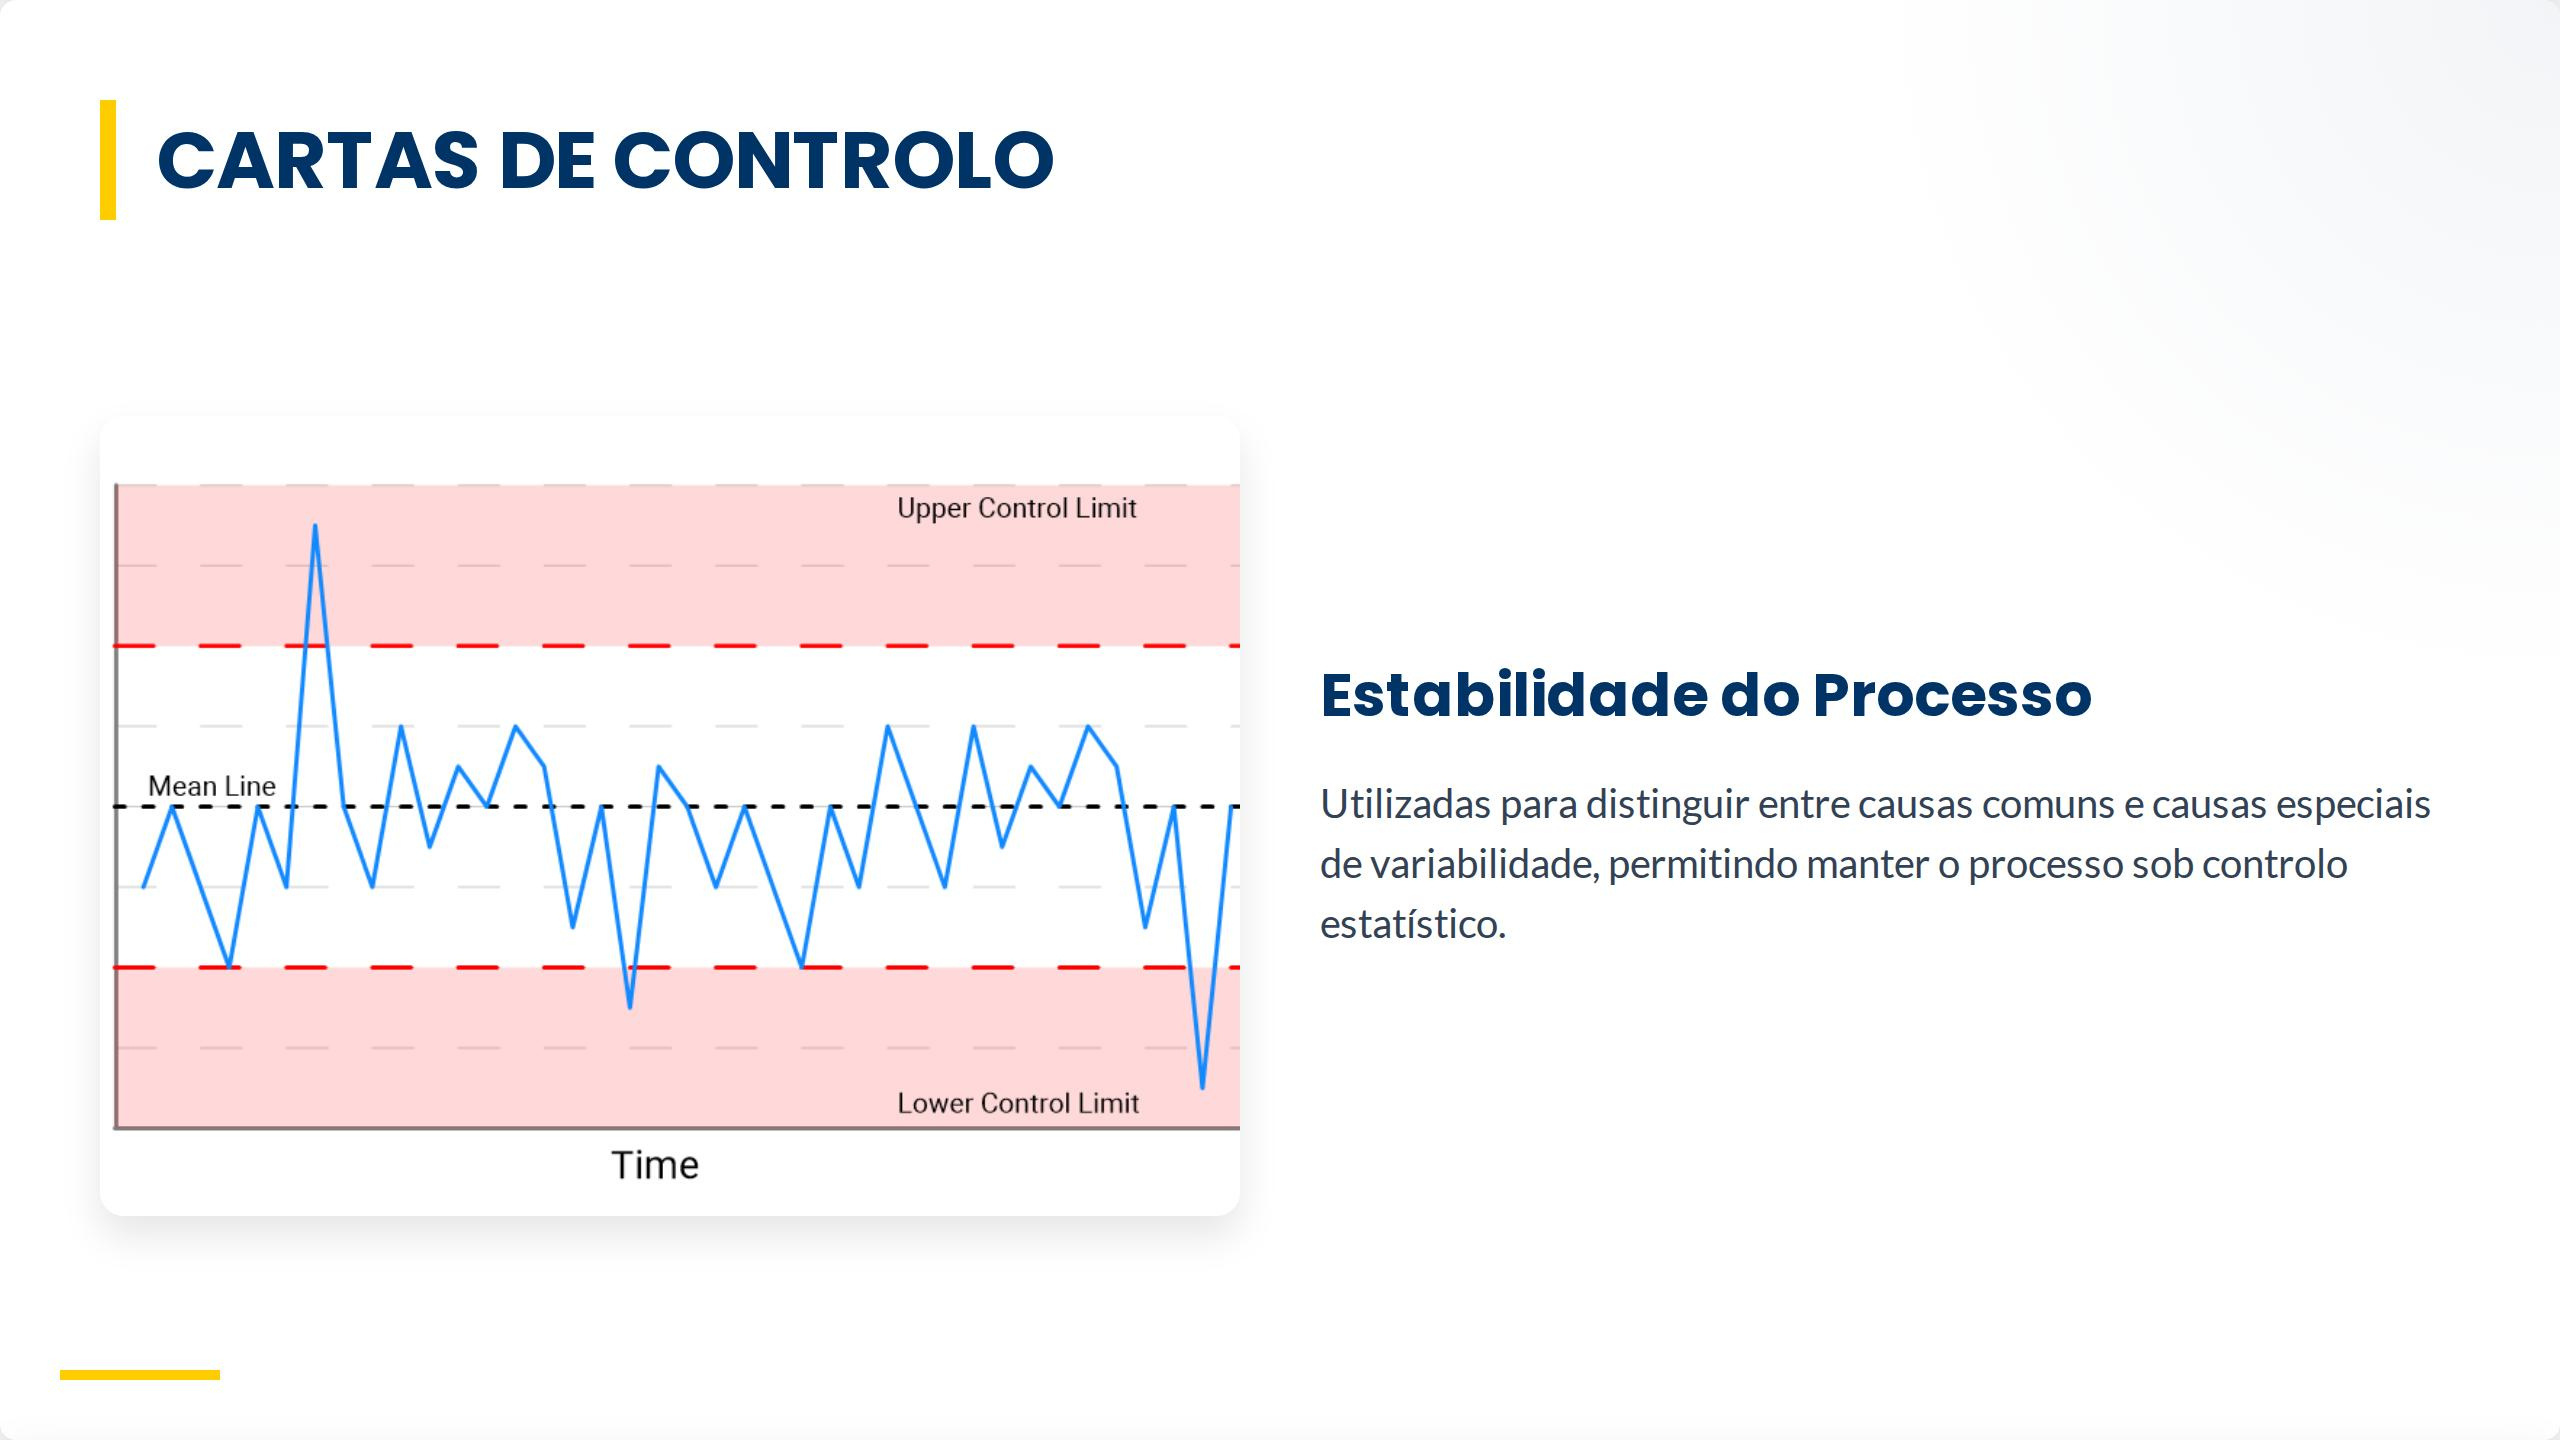 CARTAS DE CONTROLO
Upper Control Limit
Mean Line
Lower Control Limit
Time
Estabilidade do Processo
Utilizadas para distinguir entre causas comuns e causas especiais
de variabilidade, permitindo manter o processo sob controlo
estatístico.